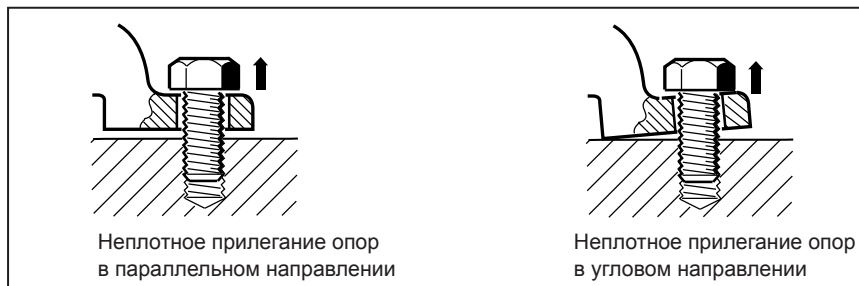 Неплотное прилегание опор
в параллельном направлении
Неплотное прилегание опор
в угловом направлении